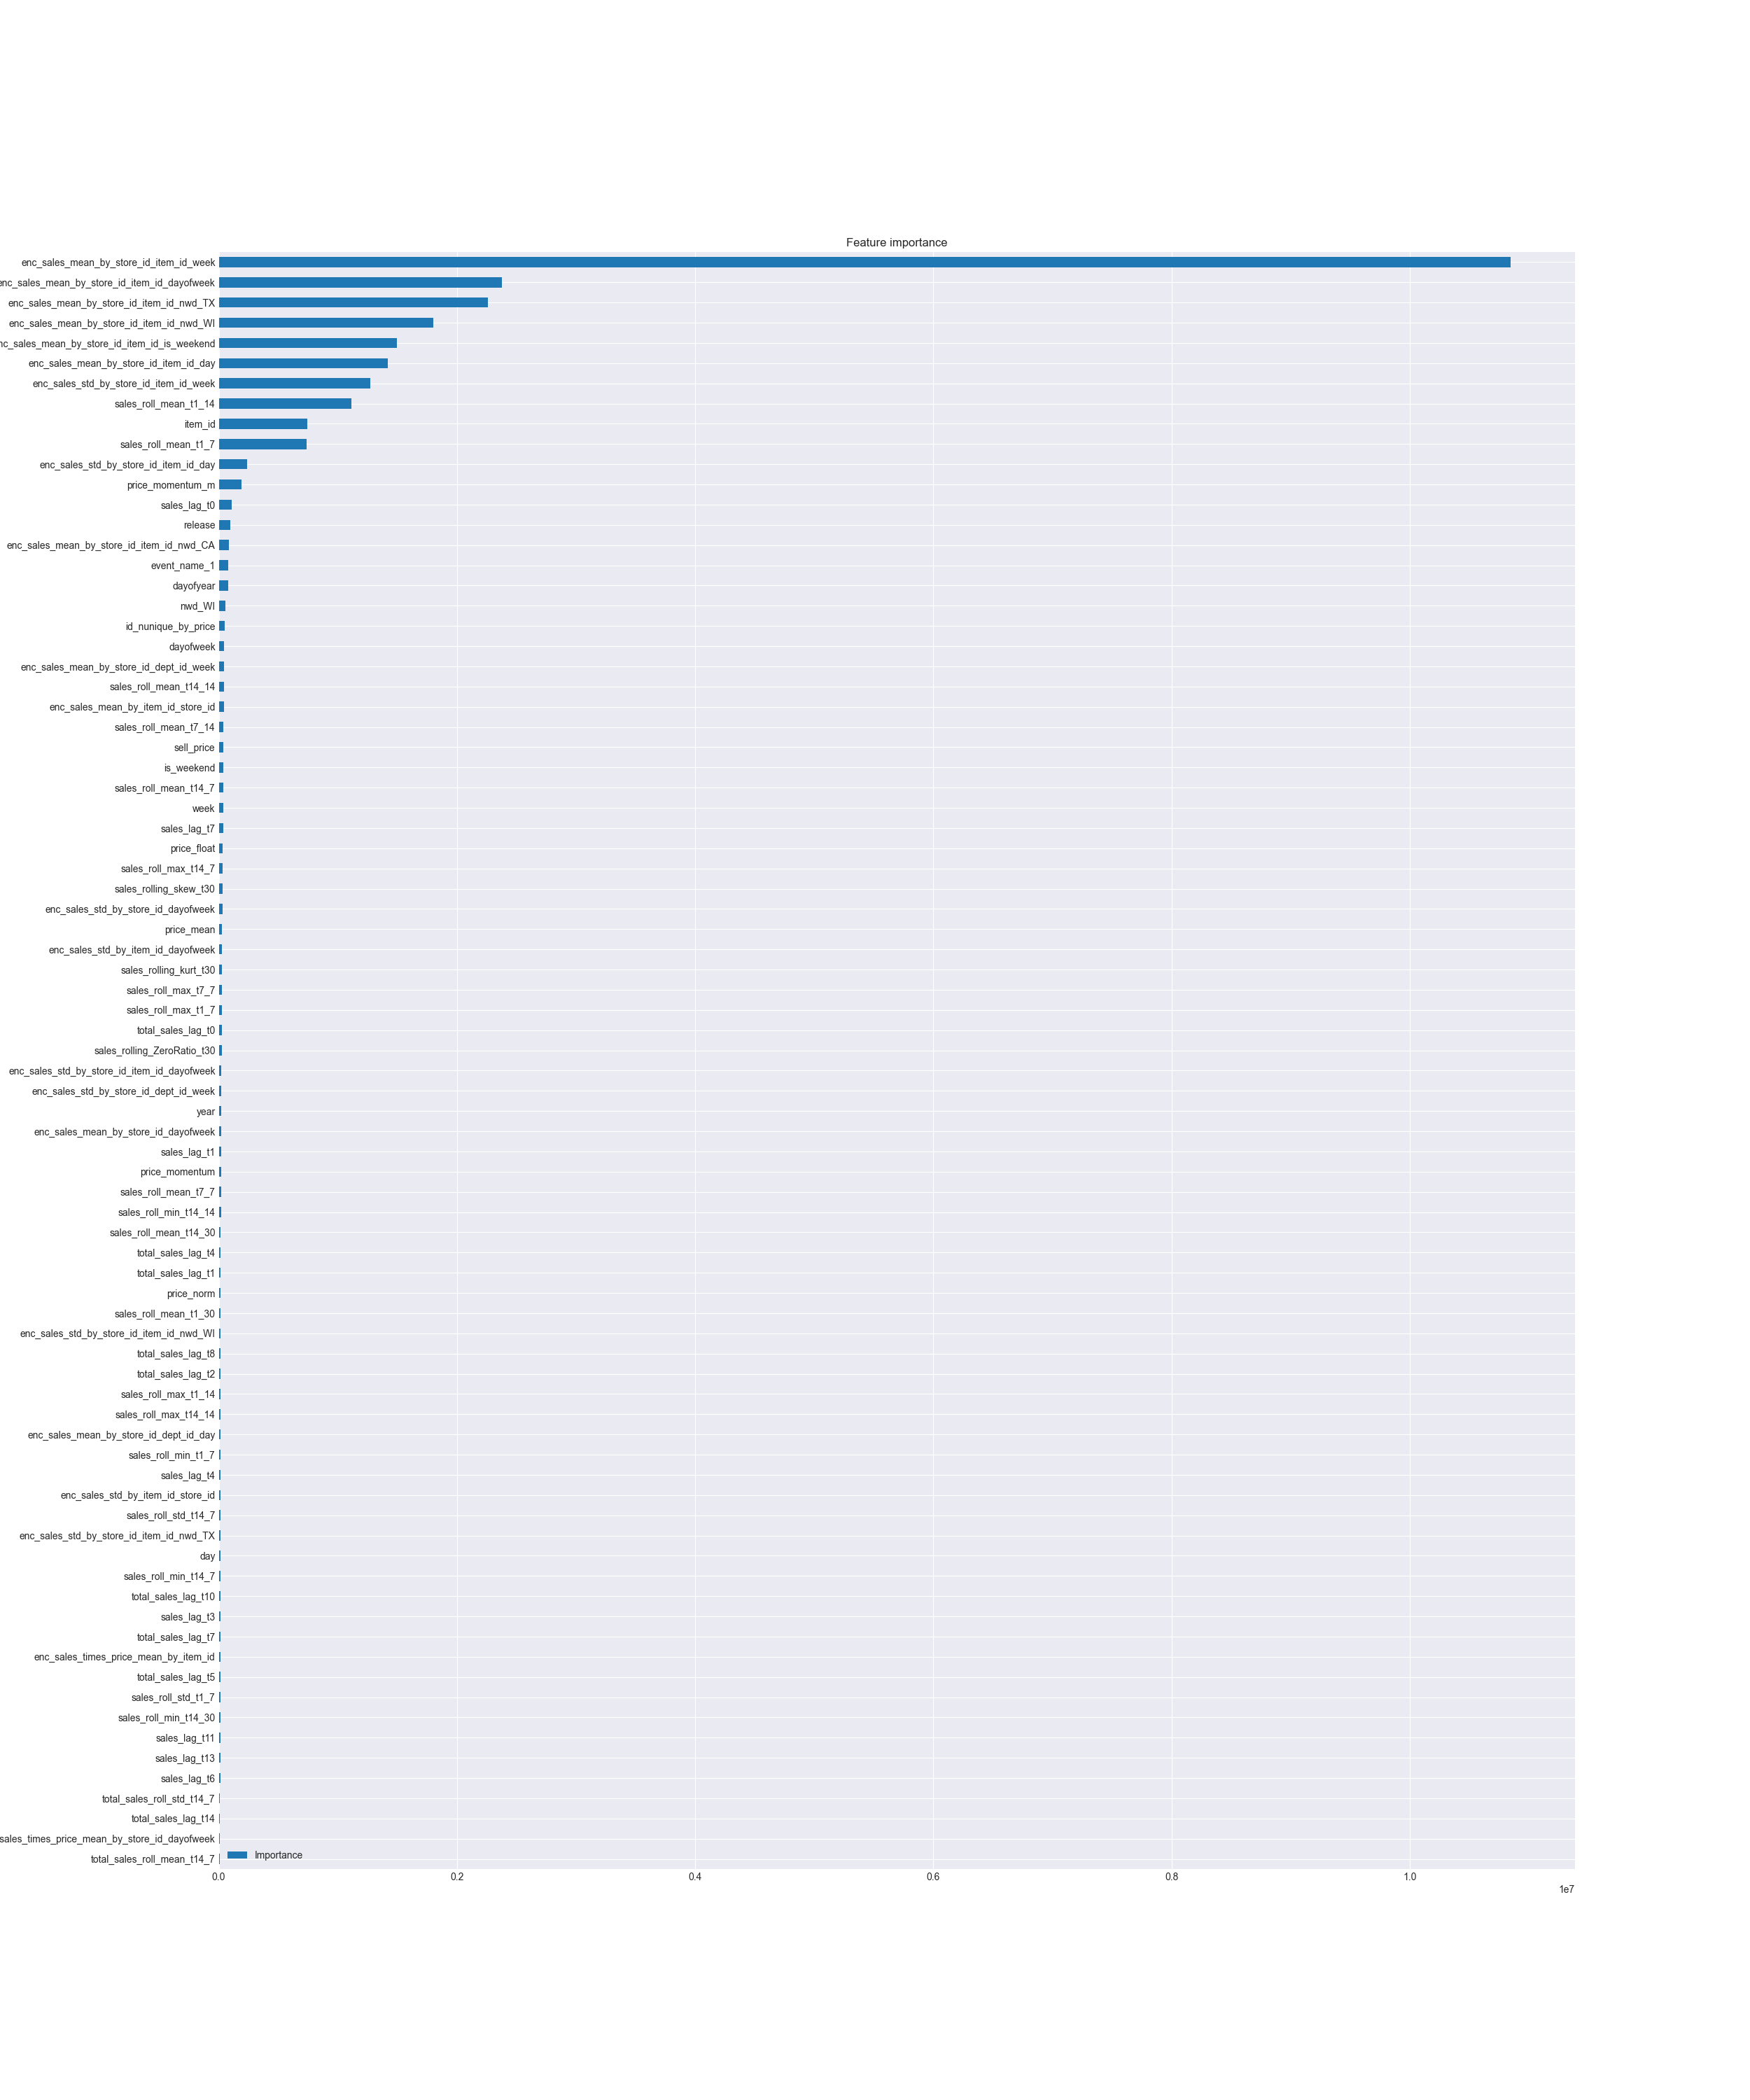 Feature importance
enc_sales_mean_by_store_id_item_id_week
enc_sales_mean_by_store_id_item_id_dayofweek
enc_sales_mean_by_store_id_item_id_nwd_TX
enc_sales_mean_by_store_id_item_id_nwd_WI
nc_sales_mean_by_store_id_item_id_is_weekend
enc_sales_mean_by_store_id_item_id_day
enc_sales_std_by_store_id_item_id_week
sales_roll_mean_t1_14
item_id
sales_roll_mean_t1_7
enc_sales_std_by_store_id_item_id_day
price_momentum_m
sales_lag_t0
release
enc_sales_mean_by_store_id_item_id_nwd_CA
event_name_1
dayofyear
nwd_WI
id_nunique_by_price
dayofweek
enc_sales_mean_by_store_id_dept_id_week
sales_roll_mean_t14_14
enc_sales_mean_by_item_id_store_id
sales_roll_mean_t7_14
sell_price
is_weekend
sales_roll_mean_t14_7
week
sales_lag_t7
price_float
sales_roll_max_t14_7
sales_rolling_skew_t30
enc_sales_std_by_store_id_dayofweek
price_mean
enc_sales_std_by_item_id_dayofweek
sales_rolling_kurt_t30
sales_roll_max_t7_7
sales_roll_max_t1_7
total_sales_lag_t0
sales_rolling_ZeroRatio_t30
enc_sales_std_by_store_id_item_id_dayofweek
enc_sales_std_by_store_id_dept_id_week
year
enc_sales_mean_by_store_id_dayofweek
sales_lag_t1
price_momentum
sales_roll_mean_t7_7
sales_roll_min_t14_14
sales_roll_mean_t14_30
total_sales_lag_t4
total_sales_lag_t1
price_norm
sales_roll_mean_t1_30
enc_sales_std_by_store_id_item_id_nwd_WI
total_sales_lag_t8
total_sales_lag_t2
sales_roll_max_t1_14
sales_roll_max_t14_14
enc_sales_mean_by_store_id_dept_id_day
sales_roll_min_t1_7
sales_lag_t4
enc_sales_std_by_item_id_store_id
sales_roll_std_t14_7
enc_sales_std_by_store_id_item_id_nwd_TX
day
sales_roll_min_t14_7
total_sales_lag_t10
sales_lag_t3
total_sales_lag_t7
enc_sales_times_price_mean_by_item_id
total_sales_lag_t5
sales_roll_std_t1_7
sales_roll_min_t14_30
sales_lag_t11
sales_lag_t13
sales_lag_t6
total_sales_roll_std_t14_7
total_sales_lag_t14
sales_times_price_mean_by_store_id_dayofweek
total_sales_roll_mean_t14_7
Importance
0.0 0.2 0.4 0.6 0.8 1.0
1e7